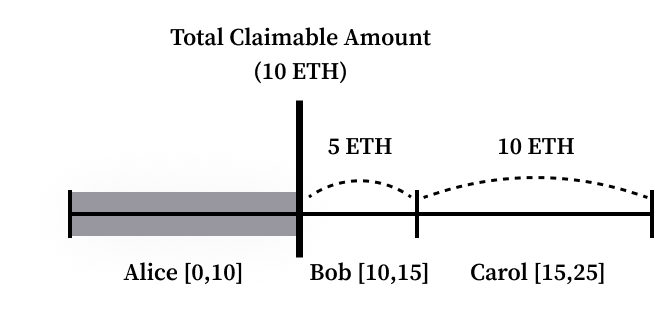 Total Claimable Amount
(10 ETH)
5 ETH
10 ETH
Alice [0,10]
Bob [10,15]
Carol [15,25]